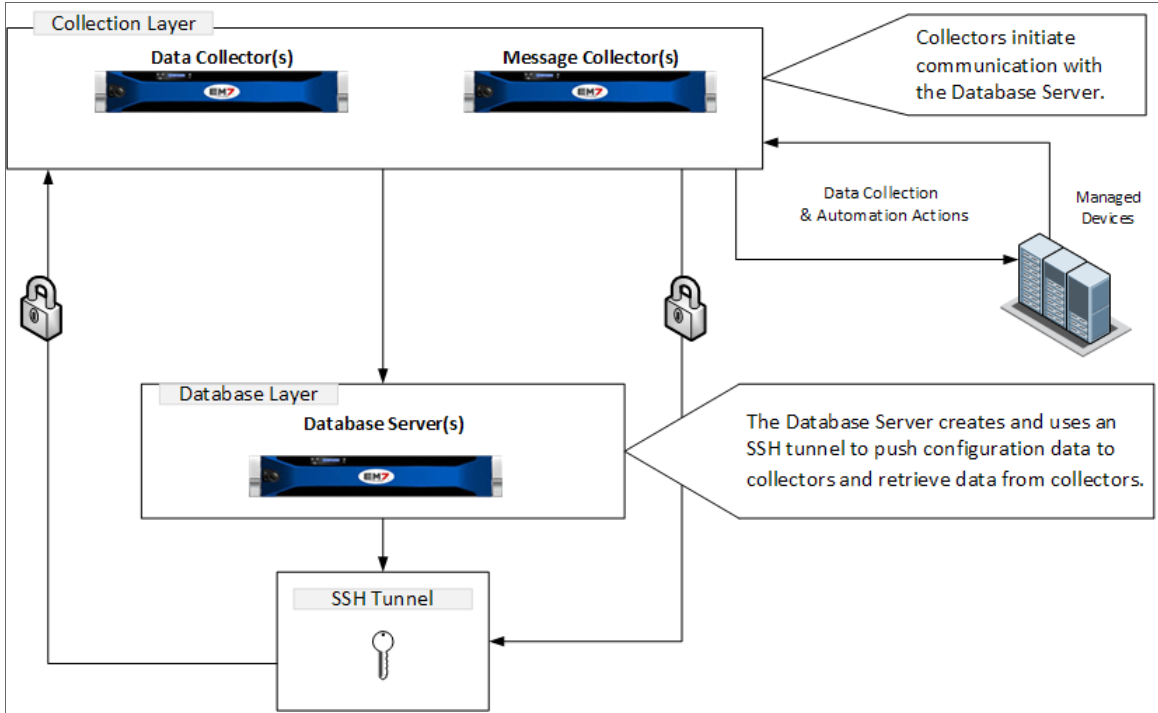 Collection Layer
Data Collector(s)
Message Collector(s)
EM7
EM7
Collectors initiate
communication with
the Database Server.
Data Collection
& Automation Actions
Managed
Devices
Database Layer
Database Server(s)
EM7
The Database Server creates and uses an
SSH tunnel to push configuration data to
collectors and retrieve data from collectors.
SSH Tunnel